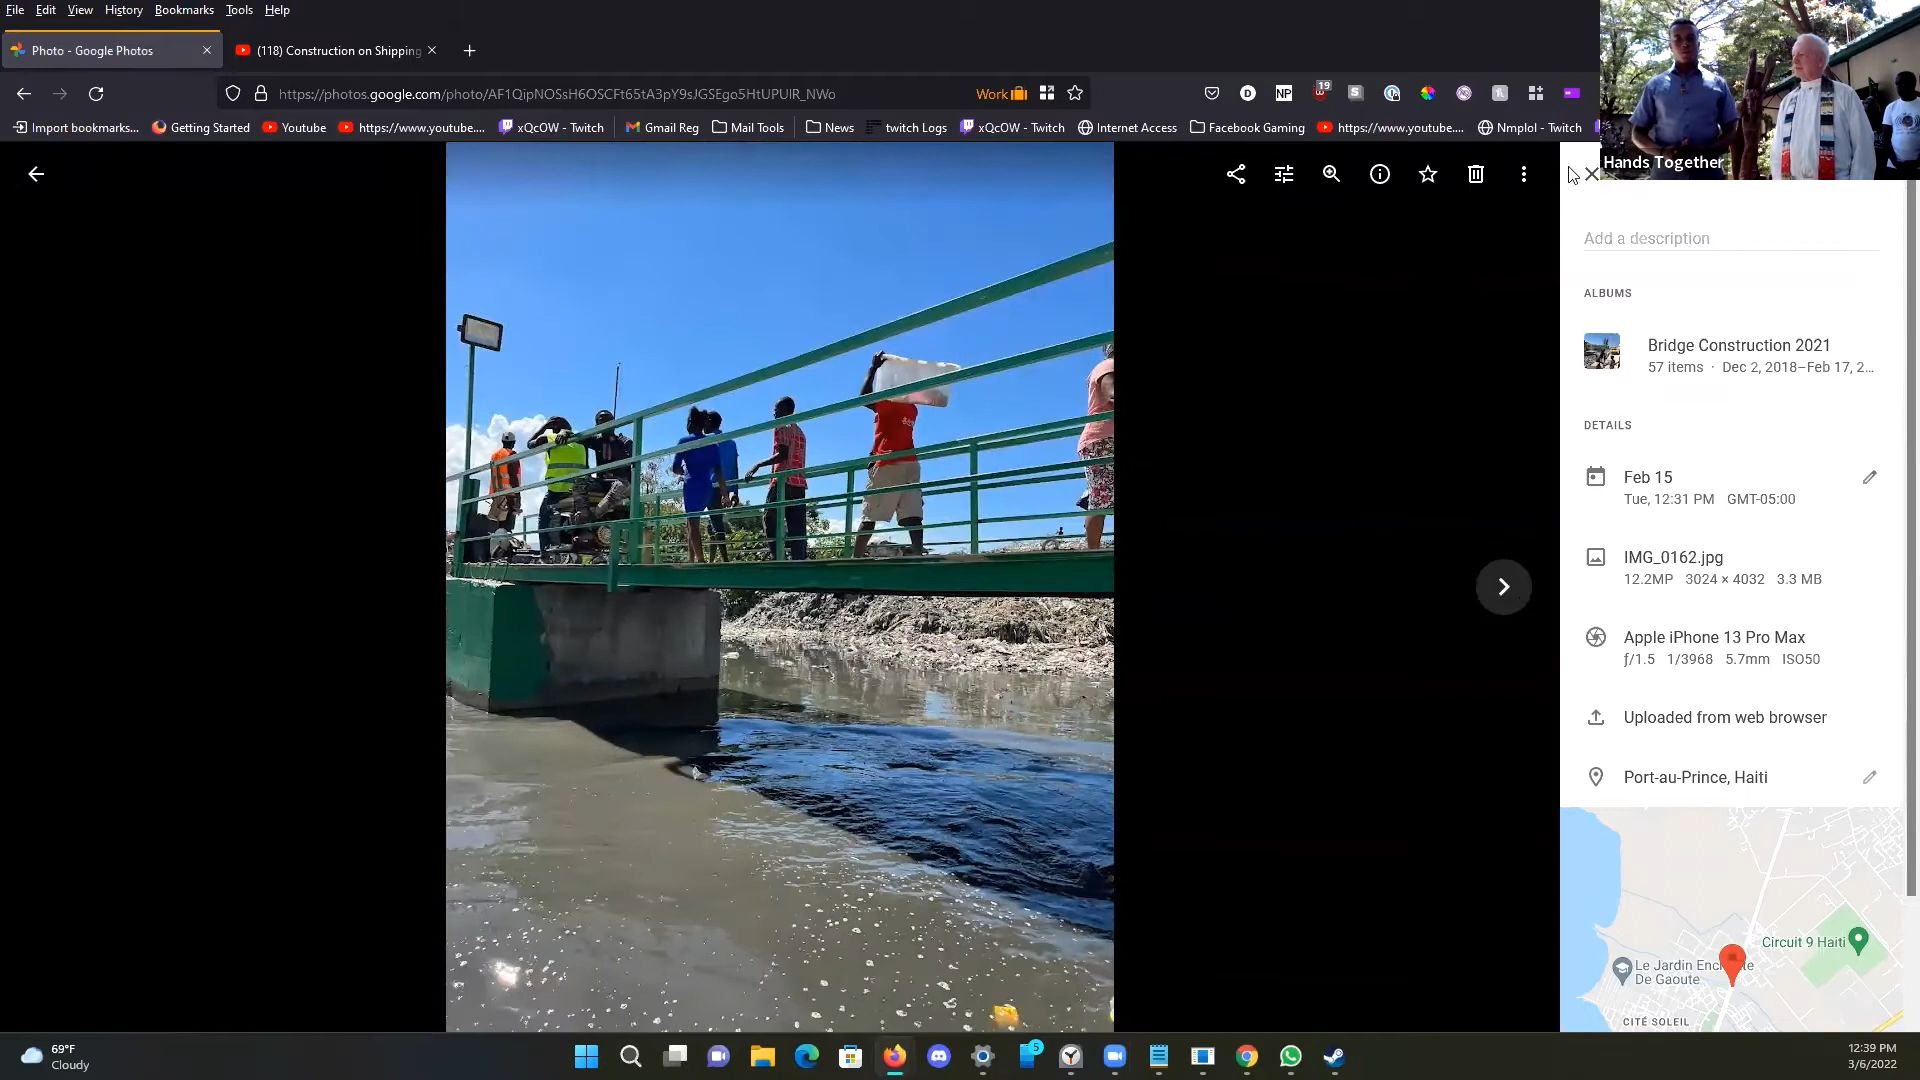 File Edit View History Bookmarks Tools Help
Photo - Google Photos
(118) Construction on Shipping
https://photos.google.com/photo/AF1QipNOSsH6OSCFt65tA3pY9sJGSEgo5HtUPUIR_NWo
Work
19
Import bookmarks... Getting Started Youtube https://www.youtube.... xQcOW - Twitch Gmail Reg Mail Tools News twitch Logs xQcOW - Twitch Internet Access Facebook Gaming https://www.youtube.... Nmplol - Twitch
Hands Together
Add a description
ALBUMS
Bridge Construction 2021
57 items · Dec 2, 2018–Feb 17, 2...
DETAILS
Feb 15
Tue, 12:31 PM GMT-05:00
IMG_0162.jpg
12.2MP 3024 × 4032 3.3 MB
Apple iPhone 13 Pro Max
ƒ/1.5 1/3968 5.7mm ISO50
Uploaded from web browser
Port-au-Prince, Haiti
Circuit 9 Haiti
Le Jardin
De Gaoute
CITÉ SOLEIL
69°F
Cloudy
5
12:39 PM
3/6/2022